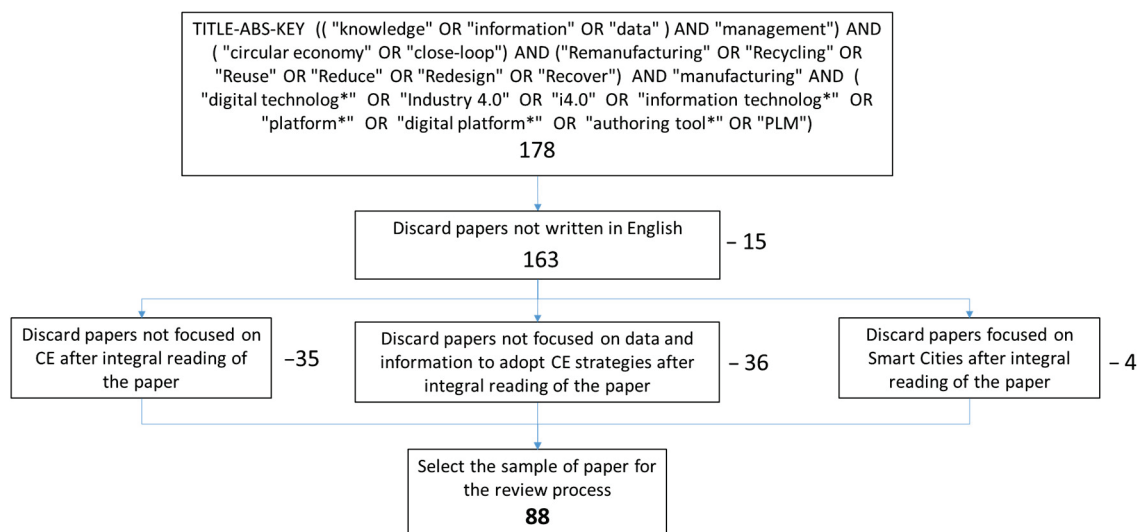 TITLE-ABS-KEY (( "knowledge" OR "information" OR "data" ) AND "management") AND
( "circular economy" OR "close-loop") AND ("Remanufacturing" OR "Recycling" OR
"Reuse" OR "Reduce" OR "Redesign" OR "Recover") AND "manufacturing" AND (
"digital technolog*" OR "Industry 4.0" OR "i4.0" OR "information technolog*" OR
"platform*" OR "digital platform*" OR "authoring tool*" OR "PLM")
178
Discard papers not written in English
163
– 15
Discard papers not focused on
CE after integral reading of
the paper
–35
Discard papers not focused on data and
information to adopt CE strategies after
integral reading of the paper
– 36
Discard papers focused on
Smart Cities after integral
reading of the paper
– 4
Select the sample of paper for
the review process
88